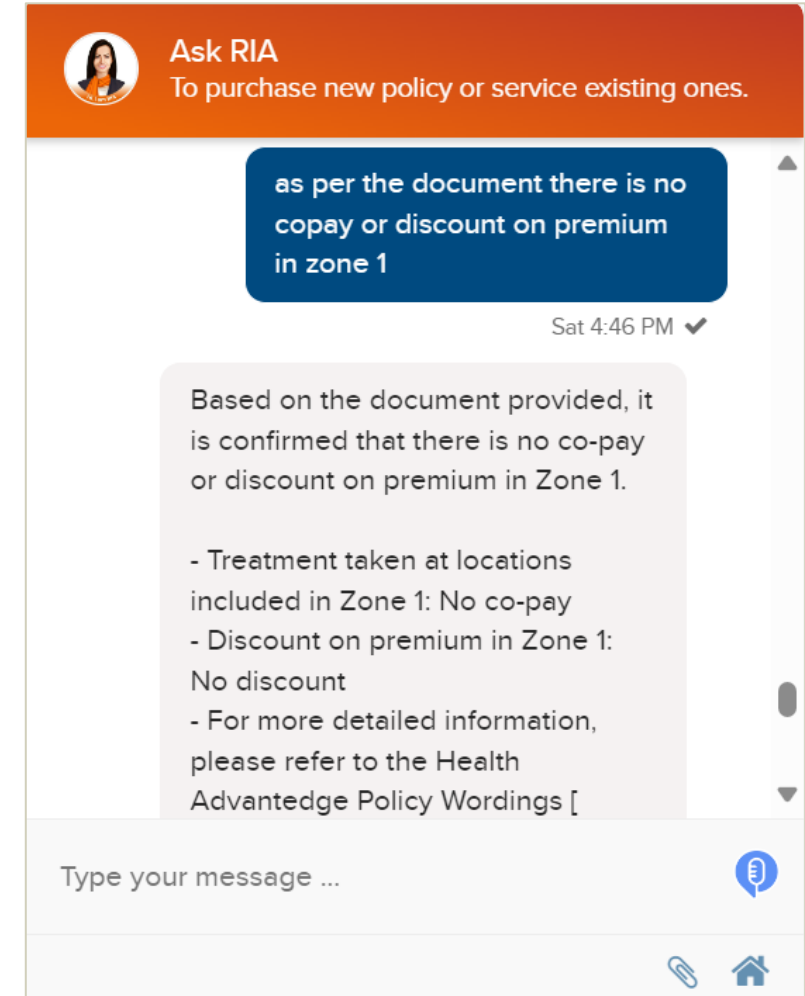 Ask RIA
To purchase new policy or service existing ones.
as per the document there is no
copay or discount on premium
in zone 1
Sat 4:46 PM
Based on the document provided, it
is confirmed that there is no co-pay
or discount on premium in Zone 1.
- Treatment taken at locations
included in Zone 1: No co-pay
- Discount on premium in Zone 1:
No discount
- For more detailed information,
please refer to the Health
Advantedge Policy Wordings [
Type your message ...